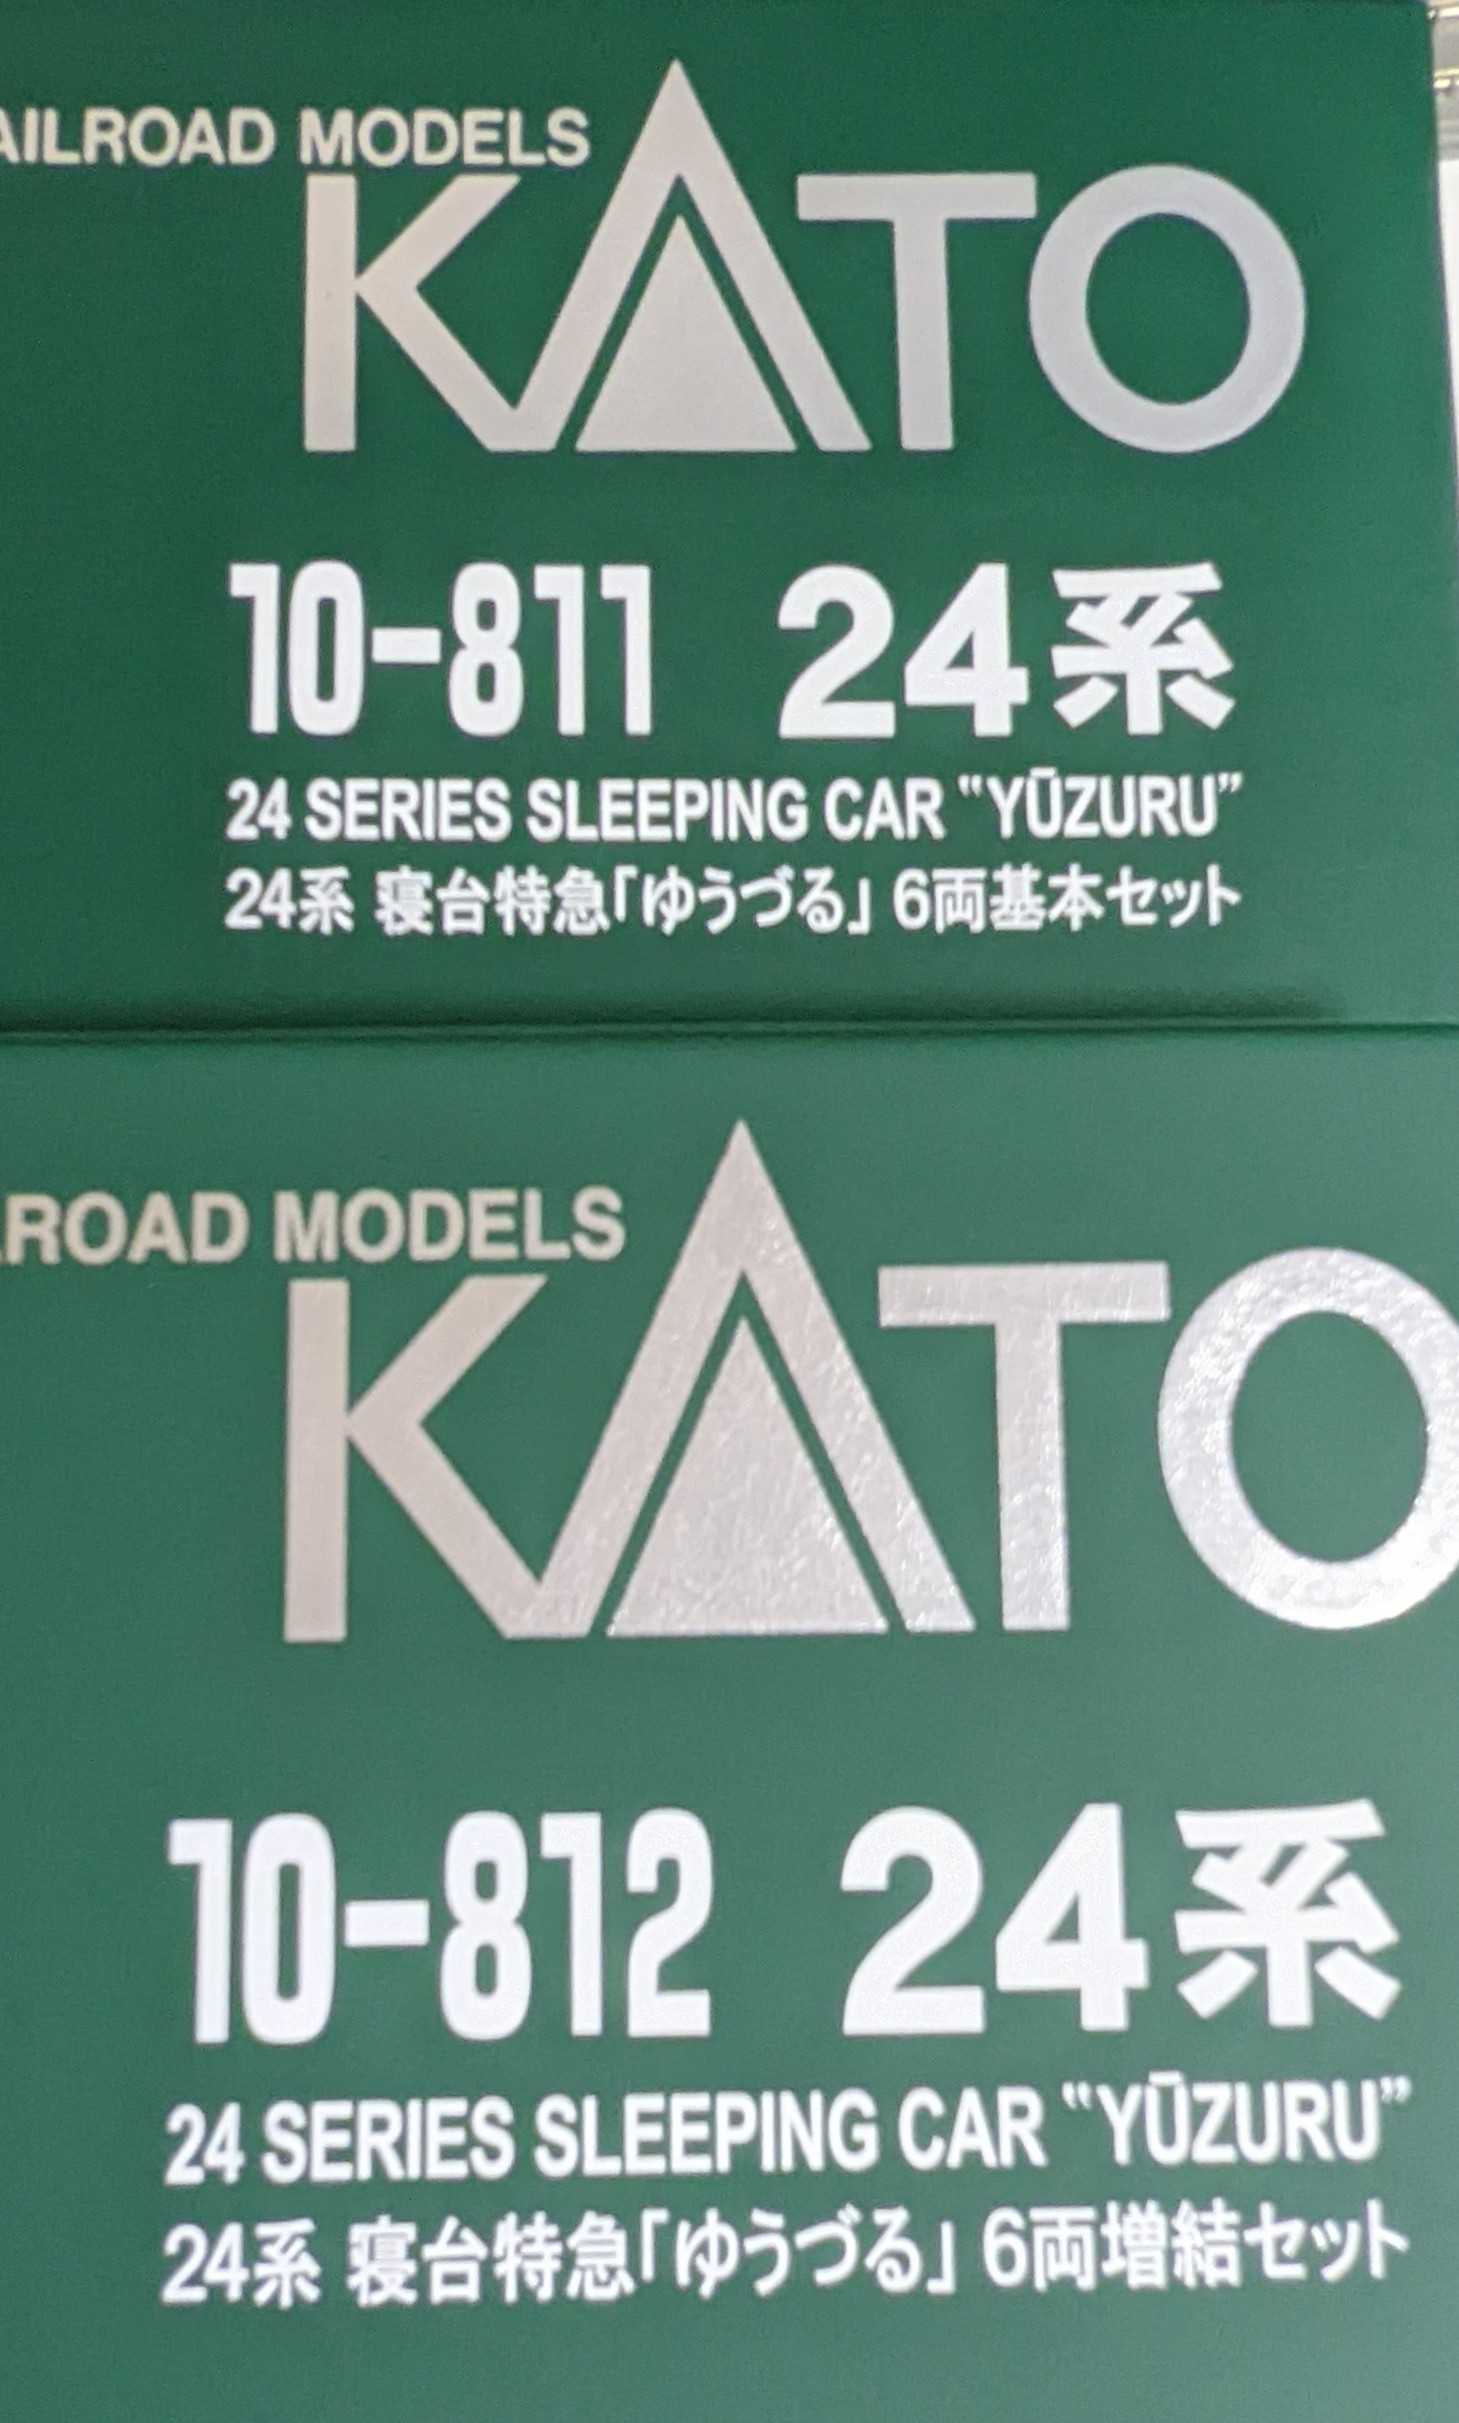 RAILROAD MODELS
KATO
10-811 24系
24 SERIES SLEEPING CAR “YŪZURU”
24系 寝台特急「ゆうづる」 6両基本セット
RAILROAD MODELS
KATO
10-812 24系
24 SERIES SLEEPING CAR “YŪZURU”
24系 寝台特急「ゆうづる」 6両増結セット